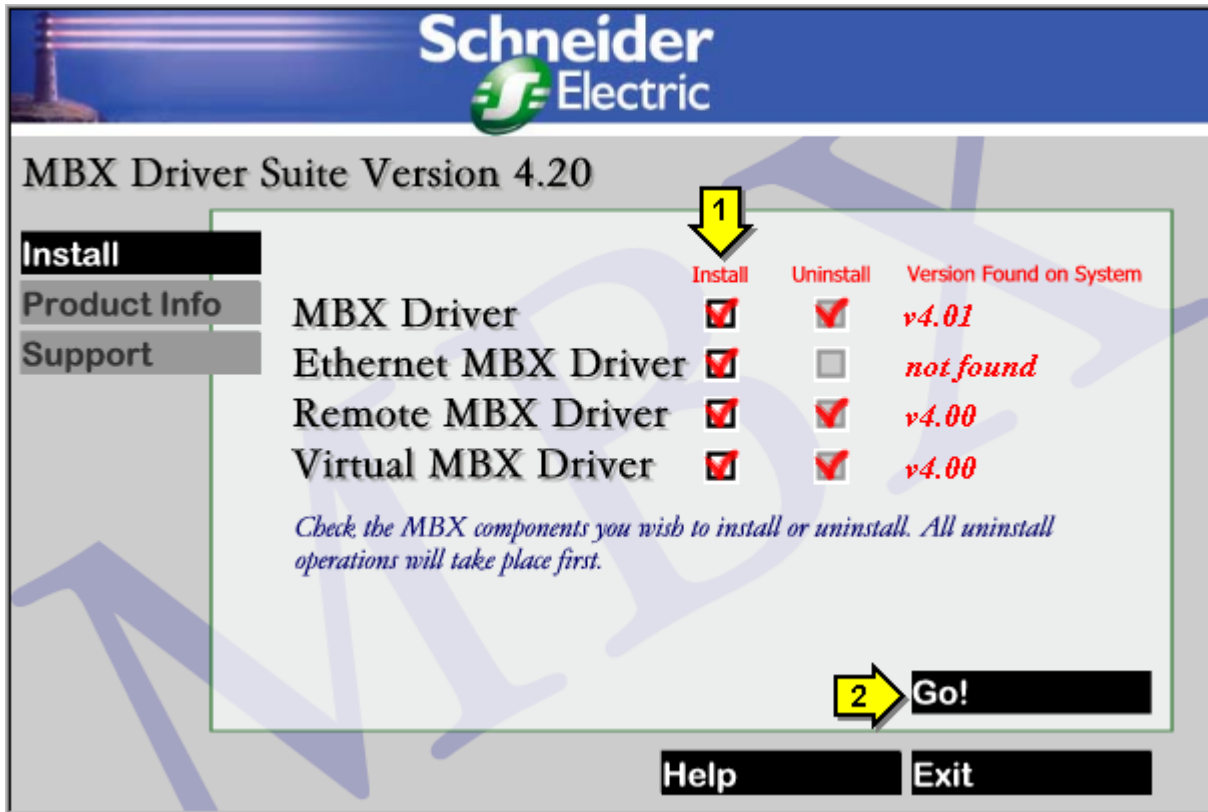 Schneider
Electric
MBX Driver Suite Version 4.20
1
Install
Product Info
Support
Install Uninstall Version Found on System
MBX Driver v4.01
Ethernet MBX Driver not found
Remote MBX Driver v4.00
Virtual MBX Driver v4.00
Check the MBX components you wish to install or uninstall. All uninstall
operations will take place first.
2 Go!
Help Exit
MBX